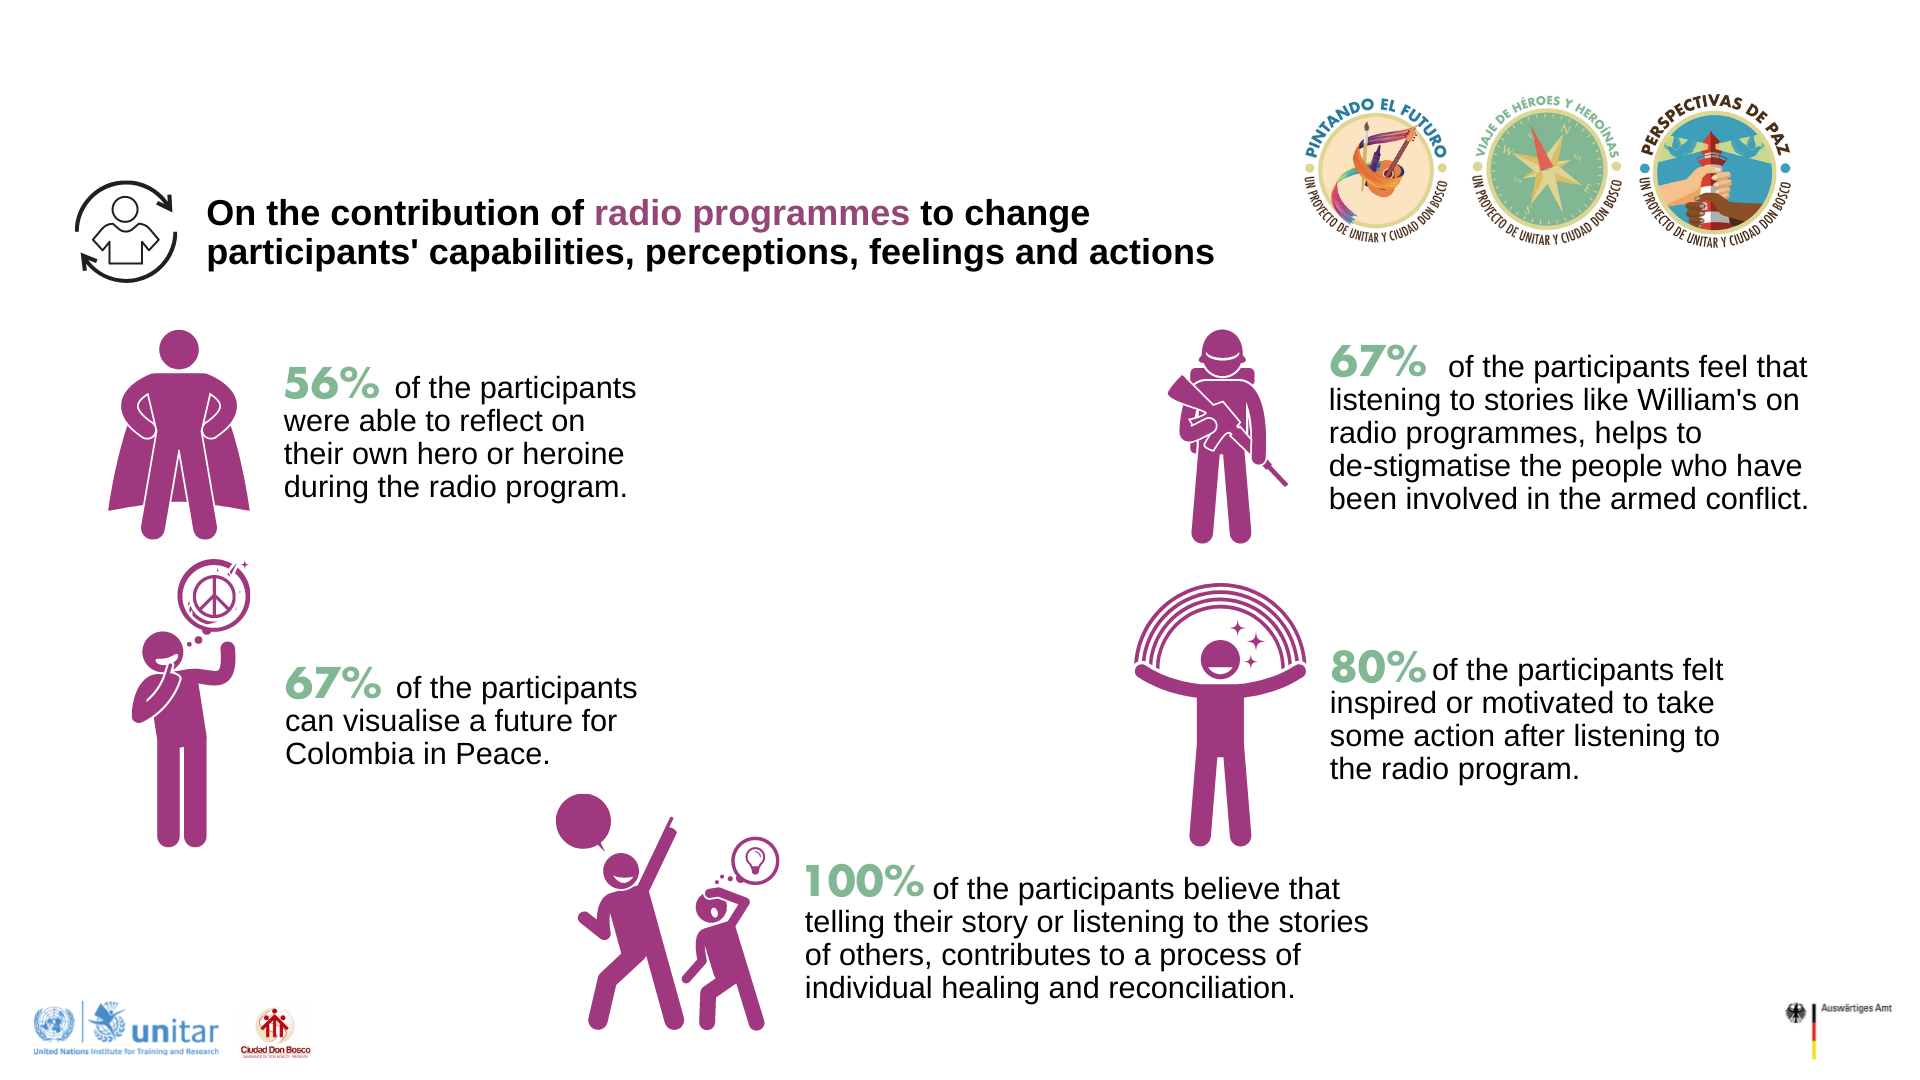 PINTANDO EL FUTURO
UN PROYECTO DE UNITAR Y CIUDAD DON BOSCO
VIAJE DE HÉROES Y HEROÍNAS
UN PROYECTO DE UNITAR Y CIUDAD DON BOSCO
PERSPECTIVAS DE PAZ
UN PROYECTO DE UNITAR Y CIUDAD DON BOSCO
On the contribution of radio programmes to change
participants' capabilities, perceptions, feelings and actions
56% of the participants
were able to reflect on
their own hero or heroine
during the radio program.
67% of the participants feel that
listening to stories like William's on
radio programmes, helps to
de-stigmatise the people who have
been involved in the armed conflict.
67% of the participants
can visualise a future for
Colombia in Peace.
80% of the participants felt
inspired or motivated to take
some action after listening to
the radio program.
100% of the participants believe that
telling their story or listening to the stories
of others, contributes to a process of
individual healing and reconciliation.
unitar
United Nations Institute for Training and Research
Ciudad Don Bosco
Auswärtiges Amt